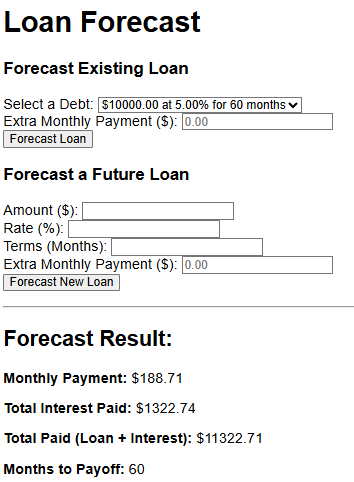 Loan Forecast
Forecast Existing Loan
Select a Debt: $10000.00 at 5.00% for 60 months
Extra Monthly Payment ($): 0.00
Forecast Loan
Forecast a Future Loan
Amount ($):
Rate (%):
Terms (Months):
Extra Monthly Payment ($): 0.00
Forecast New Loan
Forecast Result:
Monthly Payment: $188.71
Total Interest Paid: $1322.74
Total Paid (Loan + Interest): $11322.71
Months to Payoff: 60